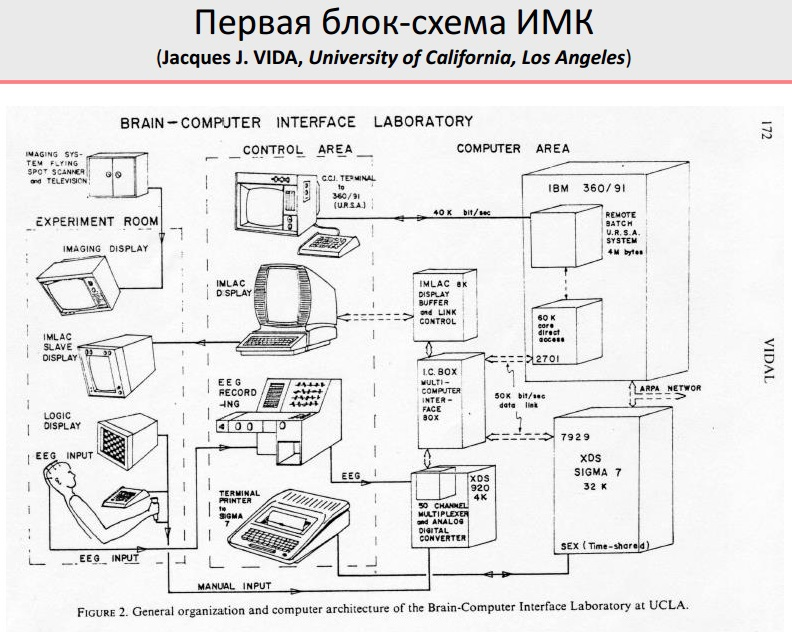 Первая блок-схема ИМК
(Jacques J. VIDA, University of California, Los Angeles)
BRAIN-COMPUTER INTERFACE LABORATORY
172
IMAGING SYS-
TEM FLYING
SPOT SCANNER
and TELEVISION
CONTROL AREA
COMPUTER AREA
C.C.I. TERMINAL
to
360/91
(U.R.S.A.)
40 K bit/sec
IBM 360/91
REMOTE
BATCH
U.R.S.A.
SYSTEM
4M bytes
EXPERIMENT ROOM
IMAGING DISPLAY
IMLAC
DISPLAY
IMLAC 8K
DISPLAY
BUFFER
and LINK
CONTROL
60 K
core
direct
access
2701
IMLAC
SLAVE
DISPLAY
VIDAL
EEG
RECORD
-ING
I.C. BOX
MULTI-
COMPUTER
INTER-
FACE
BOX
50K bit/sec
data link
ARPA NETWOR
LOGIC
DISPLAY
7929
XDS
SIGMA 7
32 K
EEG INPUT
EEG
XDS
920
4K
TERMINAL
PRINTER
to
SIGMA
7
50 CHANNEL
MULTIPLEXER
and ANALOG
DIGITAL
CONVERTER
SEX (Time-shared)
EEG INPUT
MANUAL INPUT
FIGURE 2. General organization and computer architecture of the Brain-Computer Interface Laboratory at UCLA.